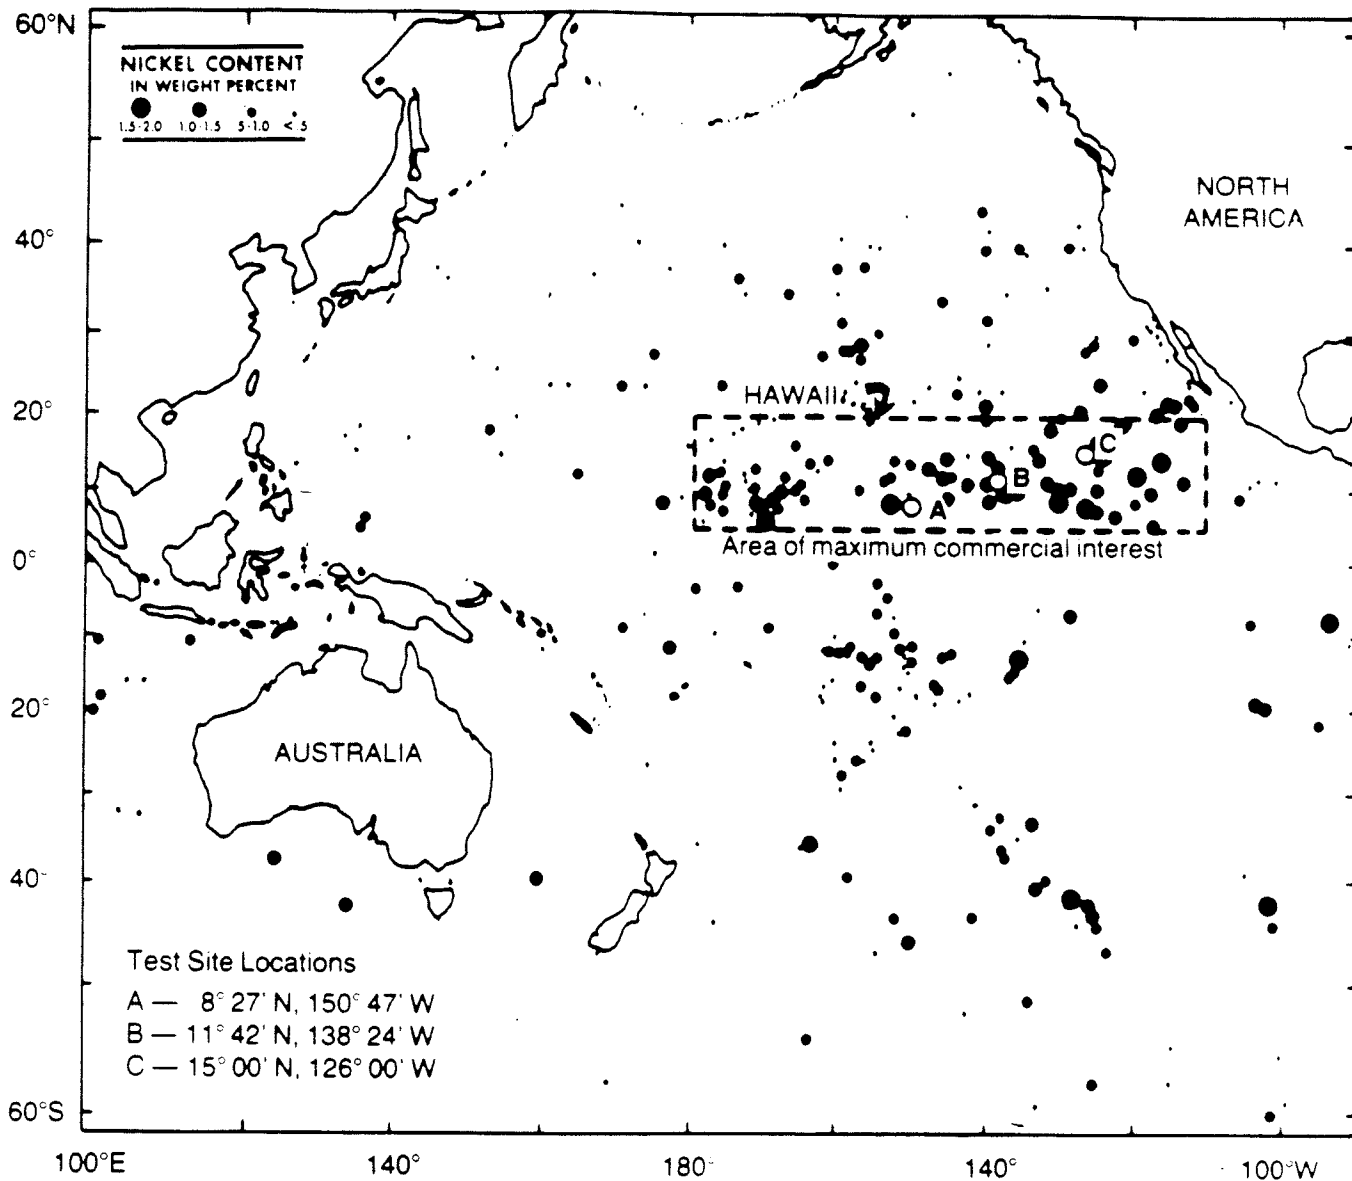 60°N
NICKEL CONTENT
IN WEIGHT PERCENT
1.5-2.0 1.0-1.5 .5-1.0 <.5
NORTH
AMERICA
40°
HAWAII
20°
C
B
A
Area of maximum commercial interest
0°
20°
AUSTRALIA
40°
Test Site Locations
A — 8° 27' N, 150° 47' W
B — 11° 42' N, 138° 24' W
C — 15° 00' N, 126° 00' W
60°S
100°E 140° 180° 140° 100°W